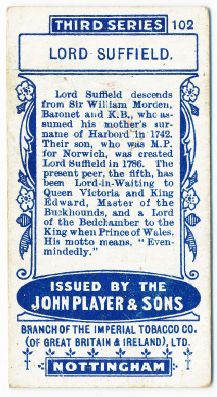 THIRD SERIES 102
LORD SUFFIELD.
Lord Suffield descends
from Sir William Morden,
Baronet and K.B., who as-
sumed his mother's sur-
name of Harbord in 1742.
Their son, who was M.P.
for Norwich, was created
Lord Suffield in 1786. The
present peer, the fifth, has
been Lord-in-Waiting to
Queen Victoria and King
Edward, Master of the
Buckhounds, and a Lord
of the Bedchamber to the
King when Prince of Wales.
His motto means, "Even-
mindedly."
ISSUED BY THE
JOHN PLAYER & SONS
BRANCH OF THE IMPERIAL TOBACCO CO.
(OF GREAT BRITAIN & IRELAND), LTD.
NOTTINGHAM